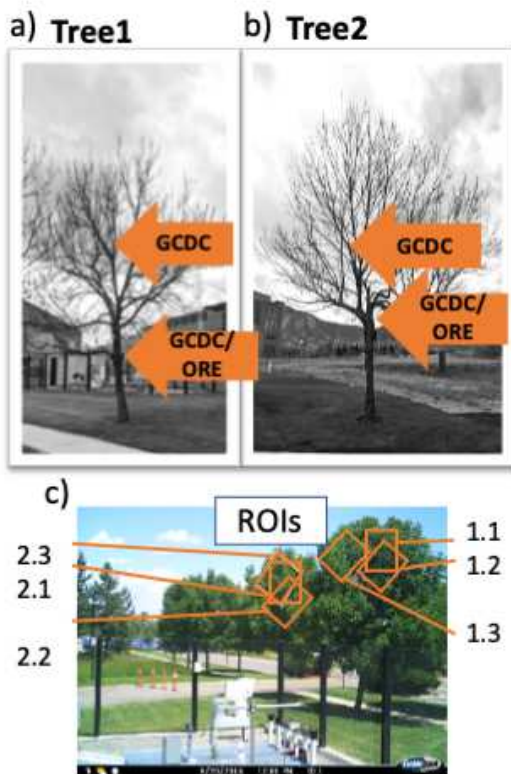 a) Tree1
b) Tree2
GCDC
GCDC
GCDC/
ORE
GCDC/
ORE
c)
ROIs
2.3
2.1
2.2
1.1
1.2
1.3